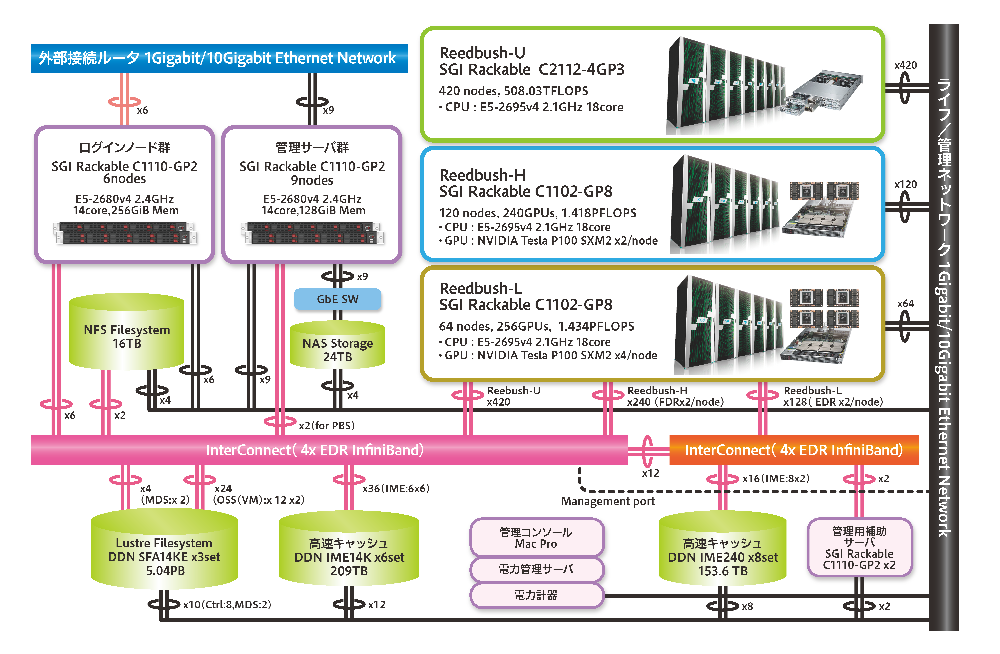 外部接続ルータ 1Gigabit/10Gigabit Ethernet Network
x6
x9
ログインノード群
SGI Rackable C1110-GP2
6nodes
E5-2680v4 2.4GHz
14core,256GiB Mem
管理サーバ群
SGI Rackable C1110-GP2
9nodes
E5-2680v4 2.4GHz
14core,128GiB Mem
Reedbush-U
SGI Rackable C2112-4GP3
420 nodes, 508.03TFLOPS
・CPU : E5-2695v4 2.1GHz 18core
x420
Reedbush-H
SGI Rackable C1102-GP8
120 nodes, 240GPUs, 1.418PFLOPS
・CPU : E5-2695v4 2.1GHz 18core
・GPU : NVIDIA Tesla P100 SXM2 x2/node
x120
Reedbush-L
SGI Rackable C1102-GP8
64 nodes, 256GPUs, 1.434PFLOPS
・CPU : E5-2695v4 2.1GHz 18core
・GPU : NVIDIA Tesla P100 SXM2 x4/node
x64
ライフ/管理ネットワーク 1Gigabit/10Gigabit Ethernet Network
x9
GbE SW
NFS Filesystem
16TB
NAS Storage
24TB
x6
x9
x4
x4
x6
x2
x2(for PBS)
Reebush-U
x420
Reedbush-H
x240 (FDRx2/node)
Reedbush-L
x128( EDR x2/node)
InterConnect( 4x EDR InfiniBand)
x12
InterConnect( 4x EDR InfiniBand)
x4
(MDS:x 2)
x24
(OSS(VM):x 12 x2)
x36(IME:6x6)
Management port
x16(IME:8x2)
x2
Lustre Filesystem
DDN SFA14KE x3set
5.04PB
高速キャッシュ
DDN IME14K x6set
209TB
管理コンソール
Mac Pro
電力管理サーバ
電力計器
高速キャッシュ
DDN IME240 x8set
153.6 TB
管理用補助
サーバ
SGI Rackable
C1110-GP2 x2
x10(Ctrl:8,MDS:2)
x12
x8
x2